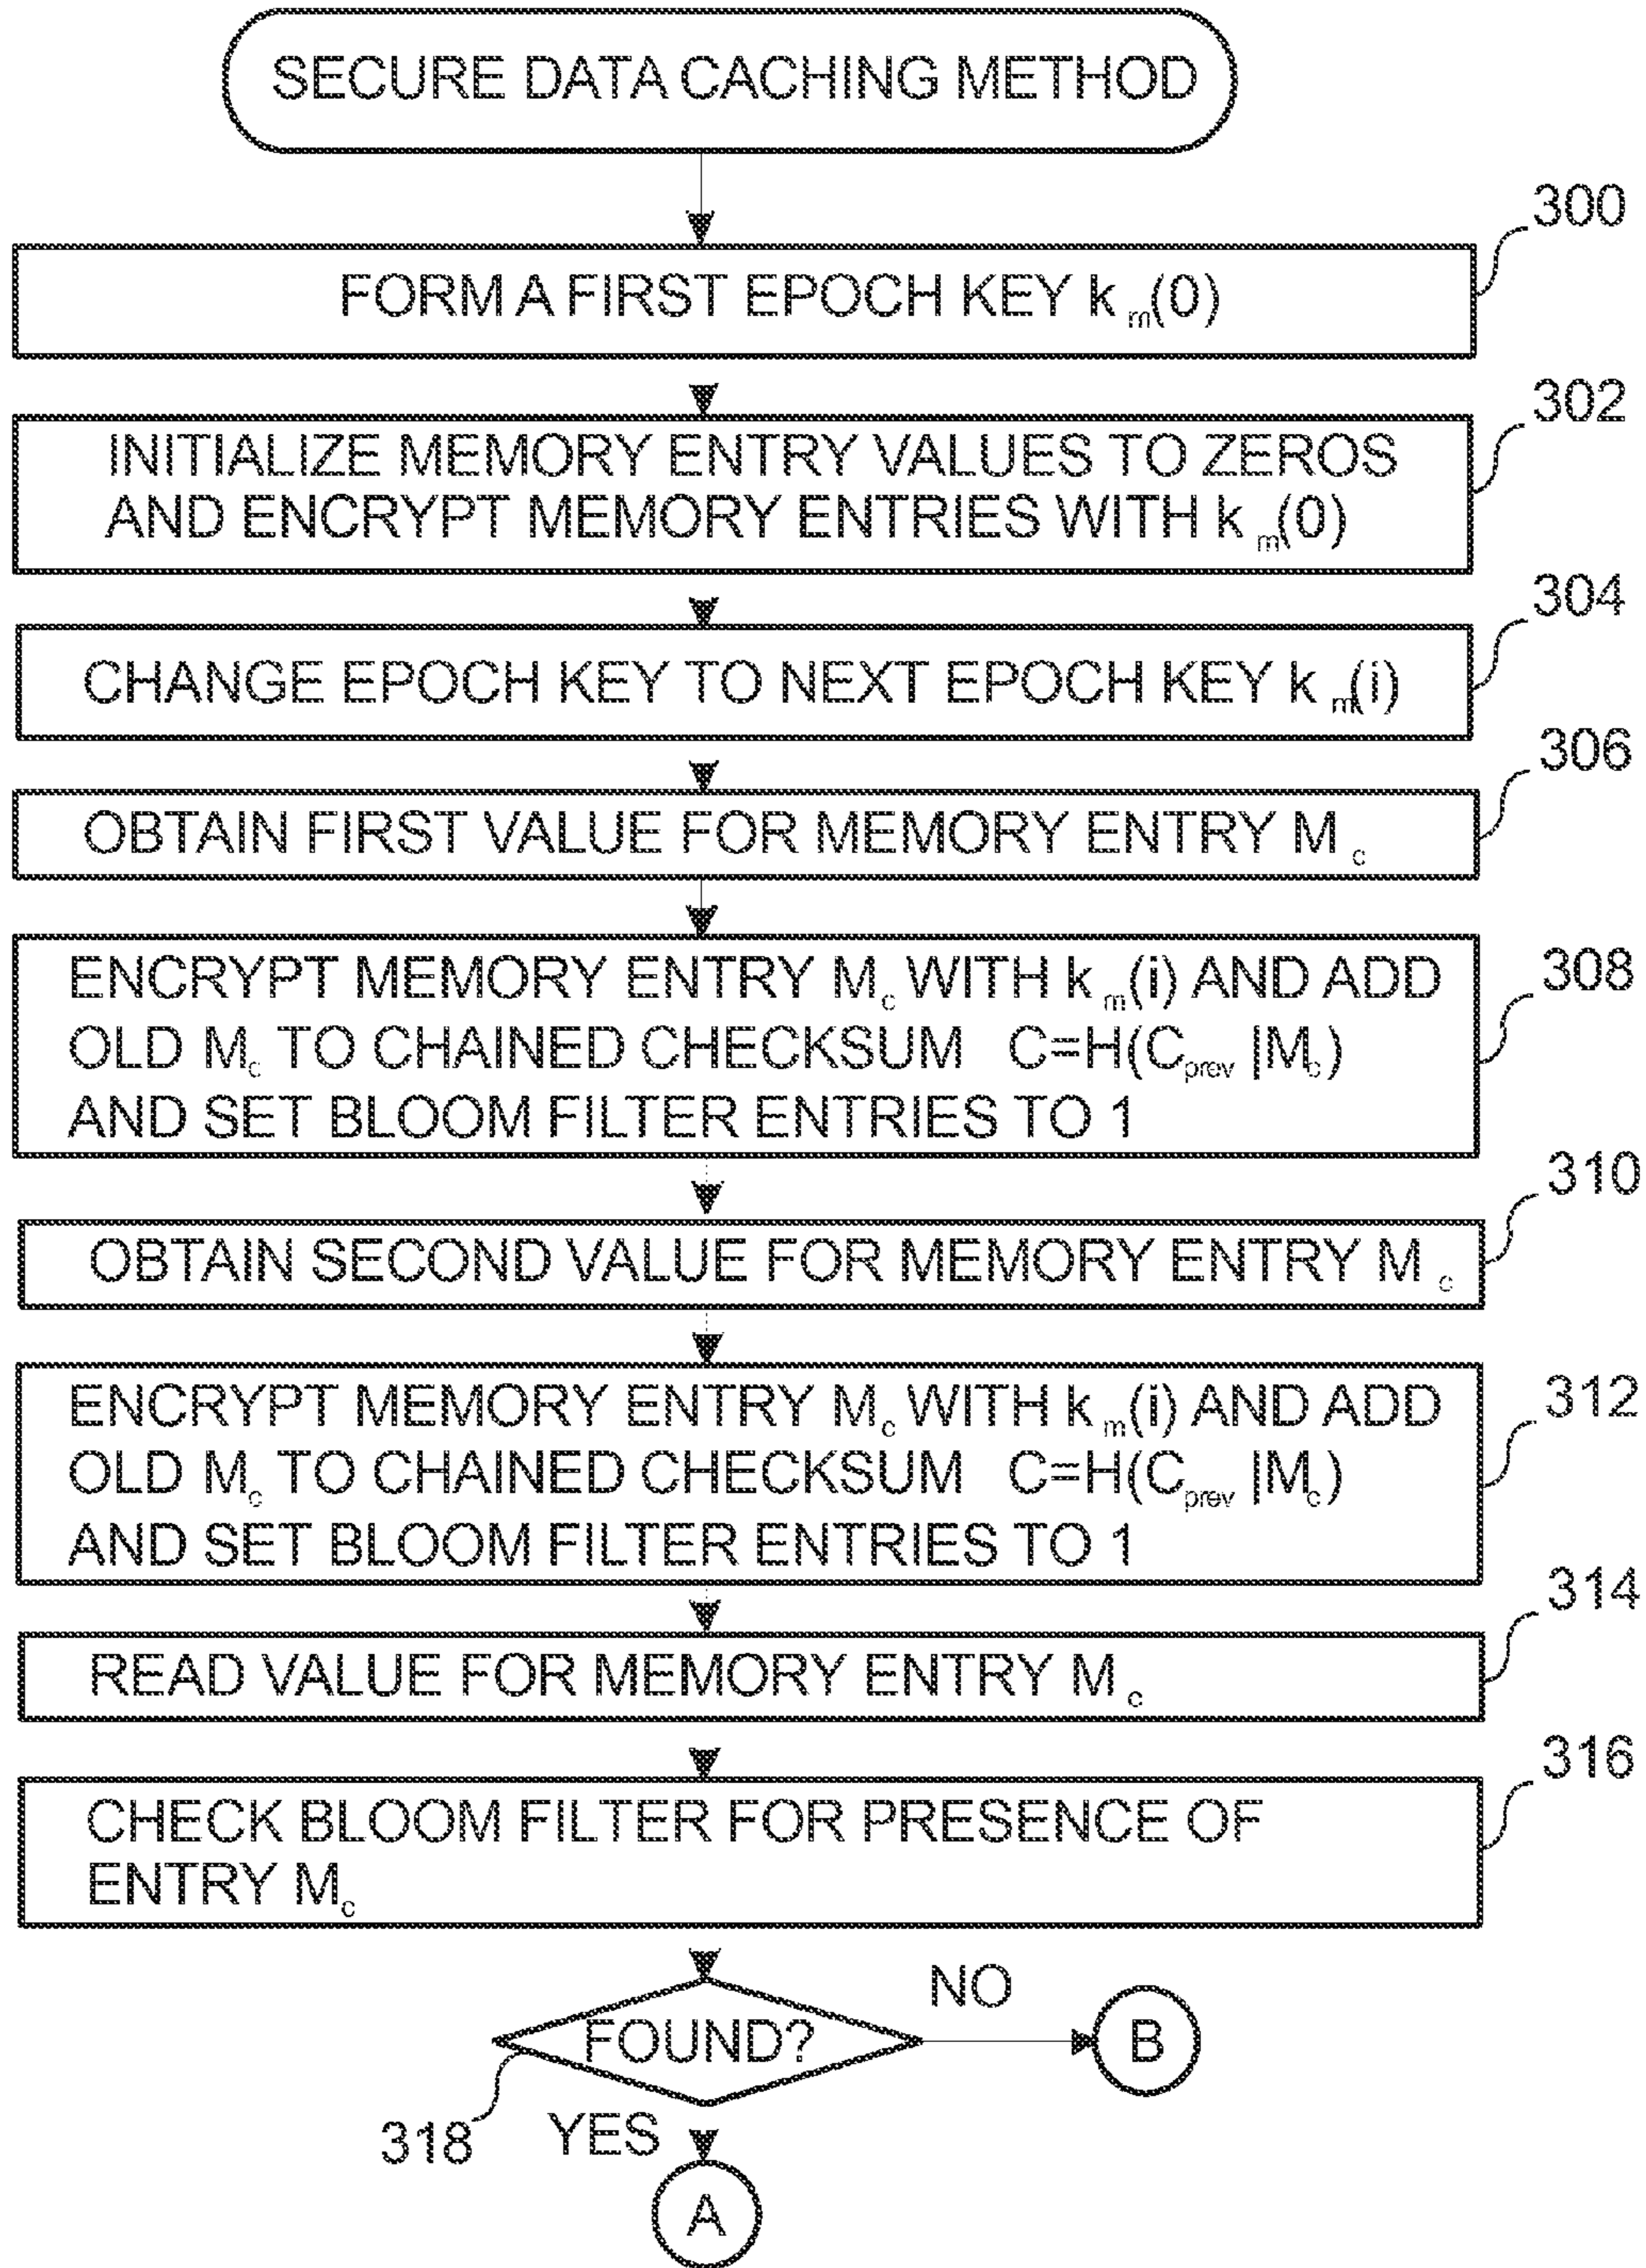 SECURE DATA CACHING METHOD
300
FORM A FIRST EPOCH KEY k m(0)
302
INITIALIZE MEMORY ENTRY VALUES TO ZEROS
AND ENCRYPT MEMORY ENTRIES WITH k m(0)
304
CHANGE EPOCH KEY TO NEXT EPOCH KEY k m(i)
306
OBTAIN FIRST VALUE FOR MEMORY ENTRY M c
308
ENCRYPT MEMORY ENTRY Mc WITH k m(i) AND ADD
OLD Mc TO CHAINED CHECKSUM C=H(Cprev |Mc)
AND SET BLOOM FILTER ENTRIES TO 1
310
OBTAIN SECOND VALUE FOR MEMORY ENTRY M c
312
ENCRYPT MEMORY ENTRY Mc WITH k m(i) AND ADD
OLD Mc TO CHAINED CHECKSUM C=H(Cprev |Mc)
AND SET BLOOM FILTER ENTRIES TO 1
314
READ VALUE FOR MEMORY ENTRY M c
316
CHECK BLOOM FILTER FOR PRESENCE OF
ENTRY Mc
NO
FOUND?
B
318
YES
A